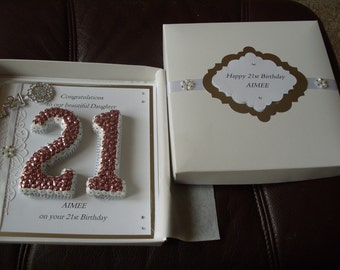 Congratulations
to our beautiful Daughter
21
AIMEE
on your 21st Birthday
Happy 21st Birthday
AIMEE